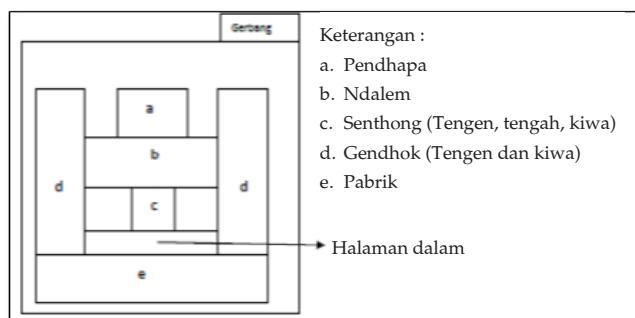 Gerbang
a
b
c
d
d
e
Keterangan :
a. Pendhapa
b. Ndalem
c. Senthong (Tengen, tengah, kiwa)
d. Gendhok (Tengen dan kiwa)
e. Pabrik
Halaman dalam